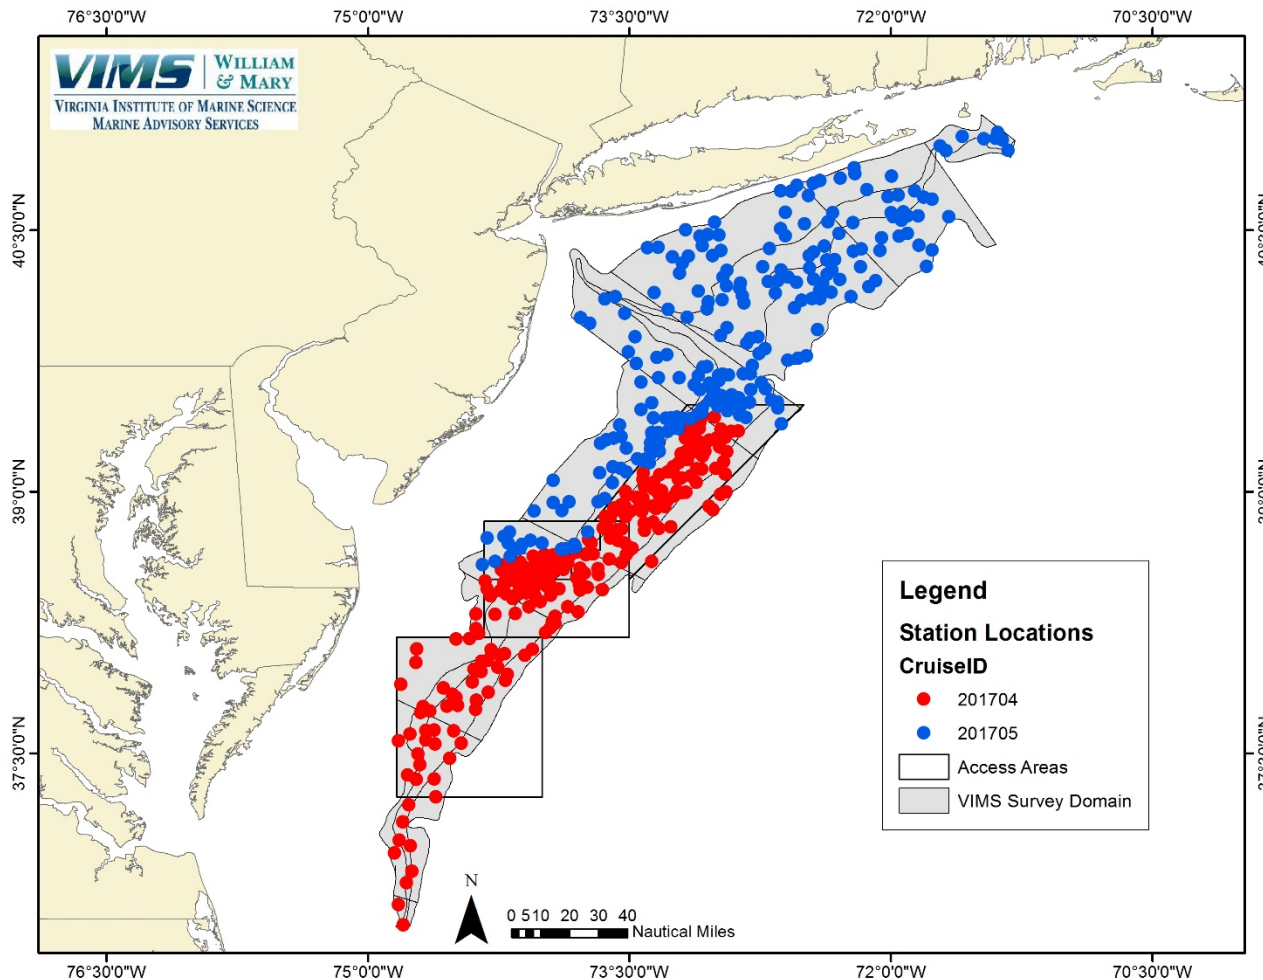 76°30'0"W 75°0'0"W 73°30'0"W 72°0'0"W 70°30'0"W
VIMS WILLIAM
& MARY
VIRGINIA INSTITUTE OF MARINE SCIENCE
MARINE ADVISORY SERVICES
40°30'0"N
39°0'0"N
37°30'0"N
Legend
Station Locations
CruiseID
201704
201705
Access Areas
VIMS Survey Domain
N
0 5 10 20 30 40
Nautical Miles
76°30'0"W 75°0'0"W 73°30'0"W 72°0'0"W 70°30'0"W